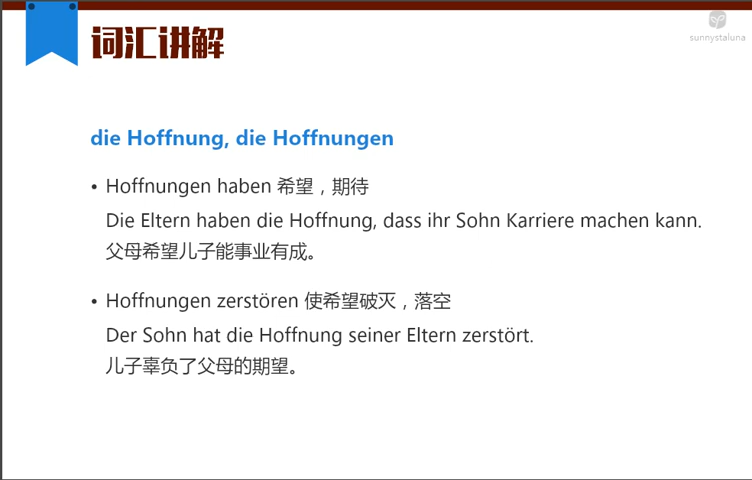 词汇讲解
sunnystaluna
die Hoffnung, die Hoffnungen
• Hoffnungen haben 希望，期待
Die Eltern haben die Hoffnung, dass ihr Sohn Karriere machen kann.
父母希望儿子能事业有成。
• Hoffnungen zerstören 使希望破灭，落空
Der Sohn hat die Hoffnung seiner Eltern zerstört.
儿子辜负了父母的期望。